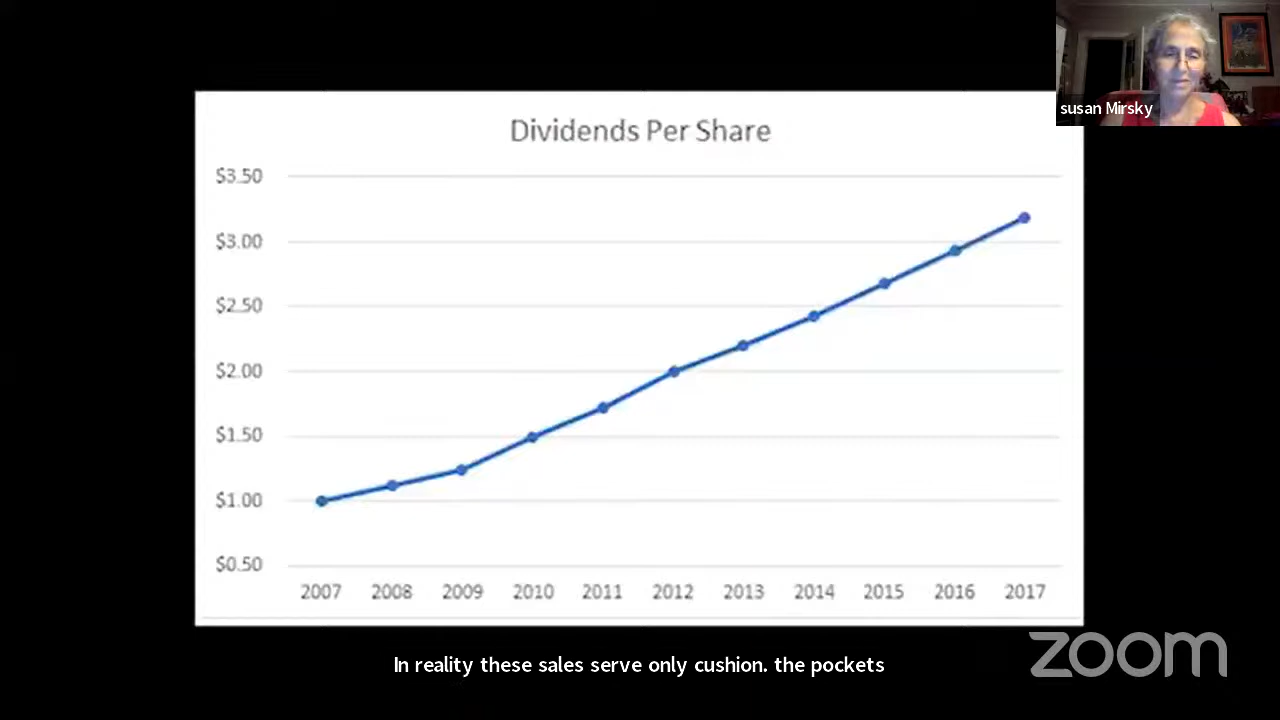 susan Mirsky
Dividends Per Share
$3.50
$3.00
$2.50
$2.00
$1.50
$1.00
$0.50
2007 2008 2009 2010 2011 2012 2013 2014 2015 2016 2017
In reality these sales serve only cushion. the pockets
zoom